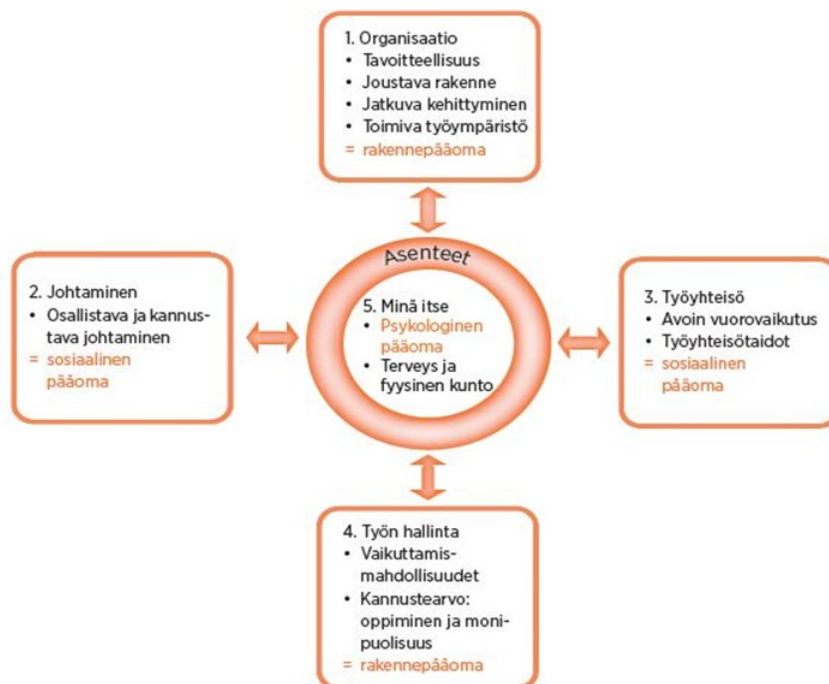 1. Organisaatio
• Tavoitteellisuus
• Joustava rakenne
• Jatkuva kehittyminen
• Toimiva työympäristö
= rakennepääoma
Asenteet
2. Johtaminen
• Osallistava ja kannus-
tava johtaminen
= sosiaalinen
pääoma
5. Minä itse
• Psykologinen
pääoma
• Terveys ja
fyysinen kunto
3. Työyhteisö
• Avoin vuorovaikutus
• Työyhteisötaidot
= sosiaalinen
pääoma
4. Työn hallinta
• Vaikuttamis-
mahdollisuudet
• Kannustearvo:
oppiminen ja moni-
puolisuus
= rakennepääoma